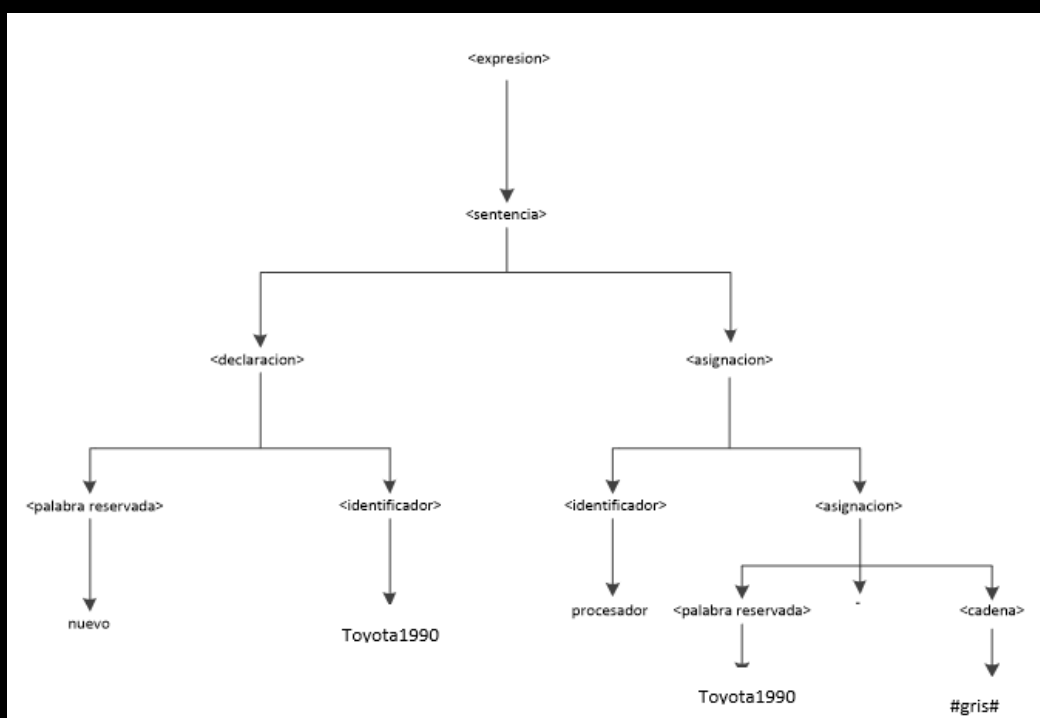 <expresion>
<sentencia>
<declaracion>
<asignacion>
<palabra reservada>
<identificador>
<identificador>
<asignacion>
nuevo
Toyota1990
procesador
<palabra reservada>
-
<cadena>
Toyota1990
#gris#